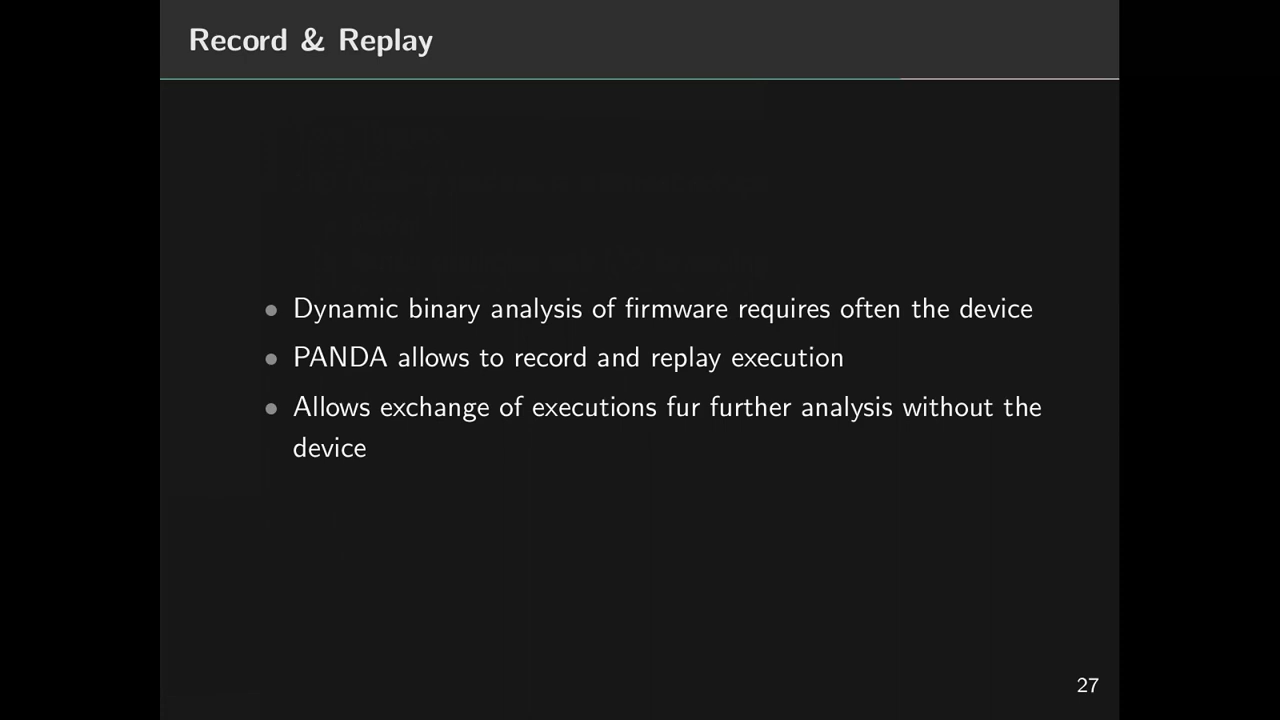 Record & Replay
• Dynamic binary analysis of firmware requires often the device
• PANDA allows to record and replay execution
• Allows exchange of executions fur further analysis without the
device
27